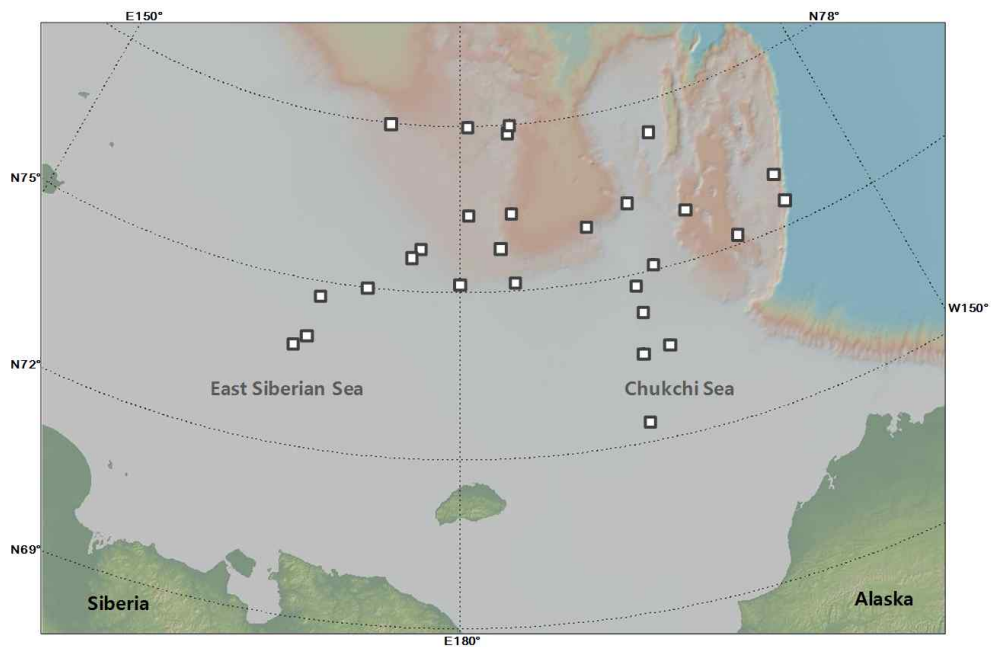 E150°
N78°
N75°
W150°
N72°
East Siberian Sea
Chukchi Sea
N69°
Siberia
Alaska
E180°